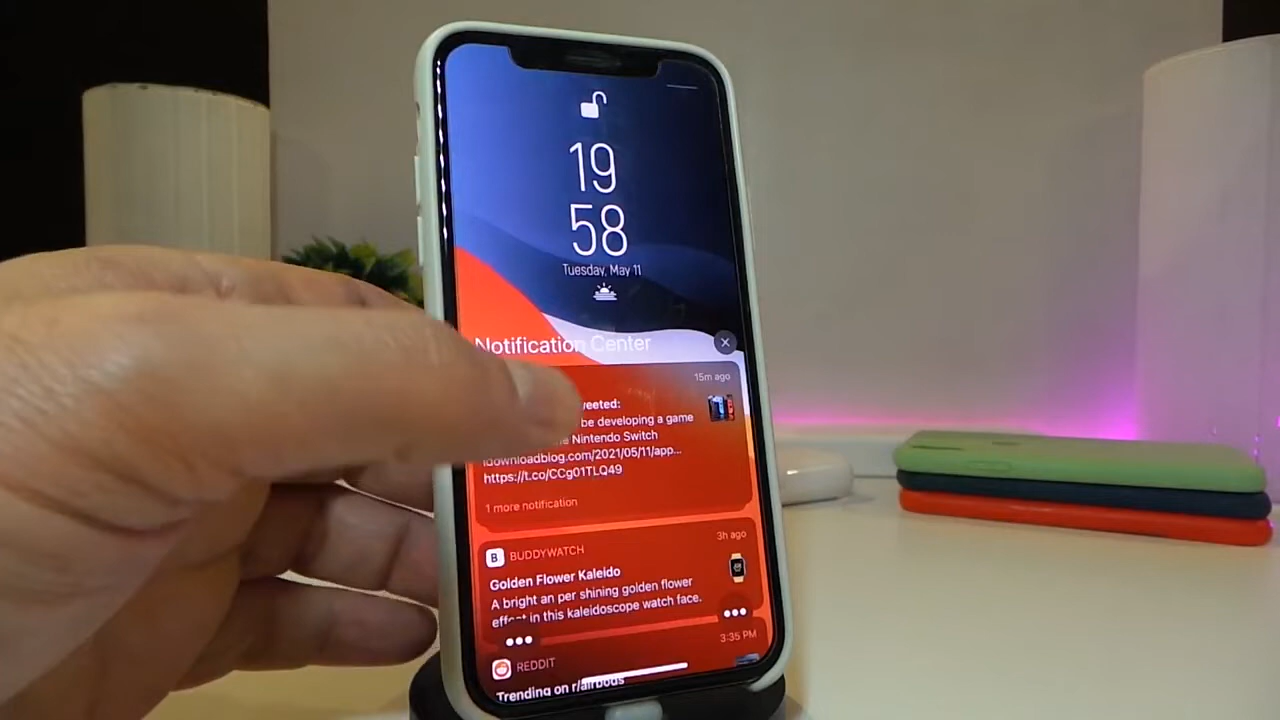 19
58
Tuesday, May 11
Notification Center
15m ago
weeted:
be developing a game
Nintendo Switch
idownloadblog.com/2021/05/11/app...
https://t.co/CCg01TLQ49
1 more notification
B BUDDYWATCH
3h ago
Golden Flower Kaleido
A bright an per shining golden flower
effect in this kaleidoscope watch face.
REDDIT
3:35 PM
Trending on r/airpods